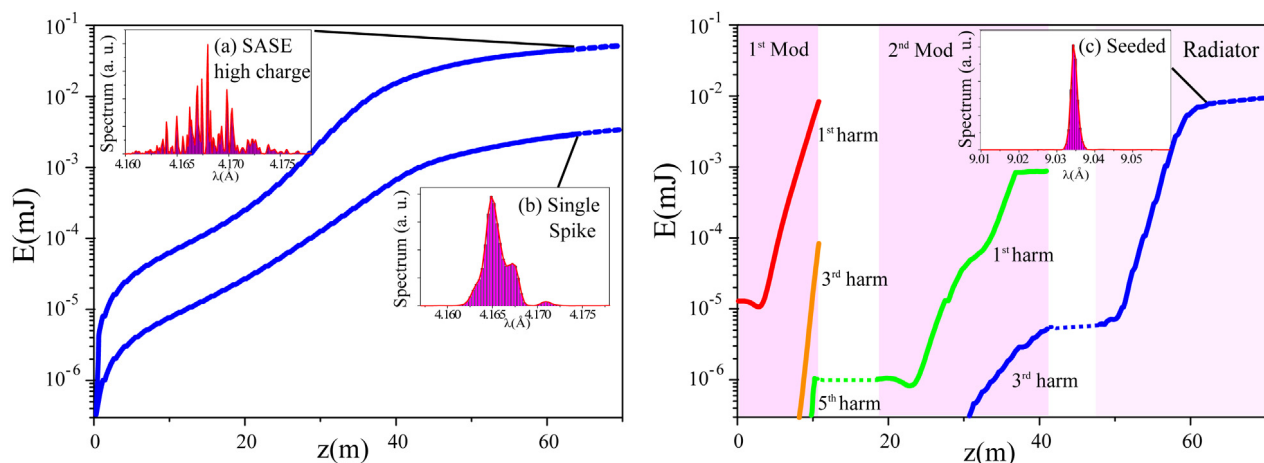 10⁻¹
10⁻²
10⁻³
10⁻⁴
10⁻⁵
10⁻⁶
E(mJ)
0
20
40
60
z(m)
(a) SASE
high charge
Spectrum (a. u.)
4.160
4.165
4.170
4.175
λ(Å)
(b) Single
Spike
Spectrum (a. u.)
4.160
4.165
4.170
4.175
λ(Å)
10⁻¹
10⁻²
10⁻³
10⁻⁴
10⁻⁵
10⁻⁶
E(mJ)
0
20
40
60
z(m)
1st Mod
2nd Mod
Radiator
(c) Seeded
Spectrum (a. u.)
9.01
9.02
9.03
9.04
9.05
λ(Å)
1st harm
3rd harm
5th harm
1st harm
3rd harm